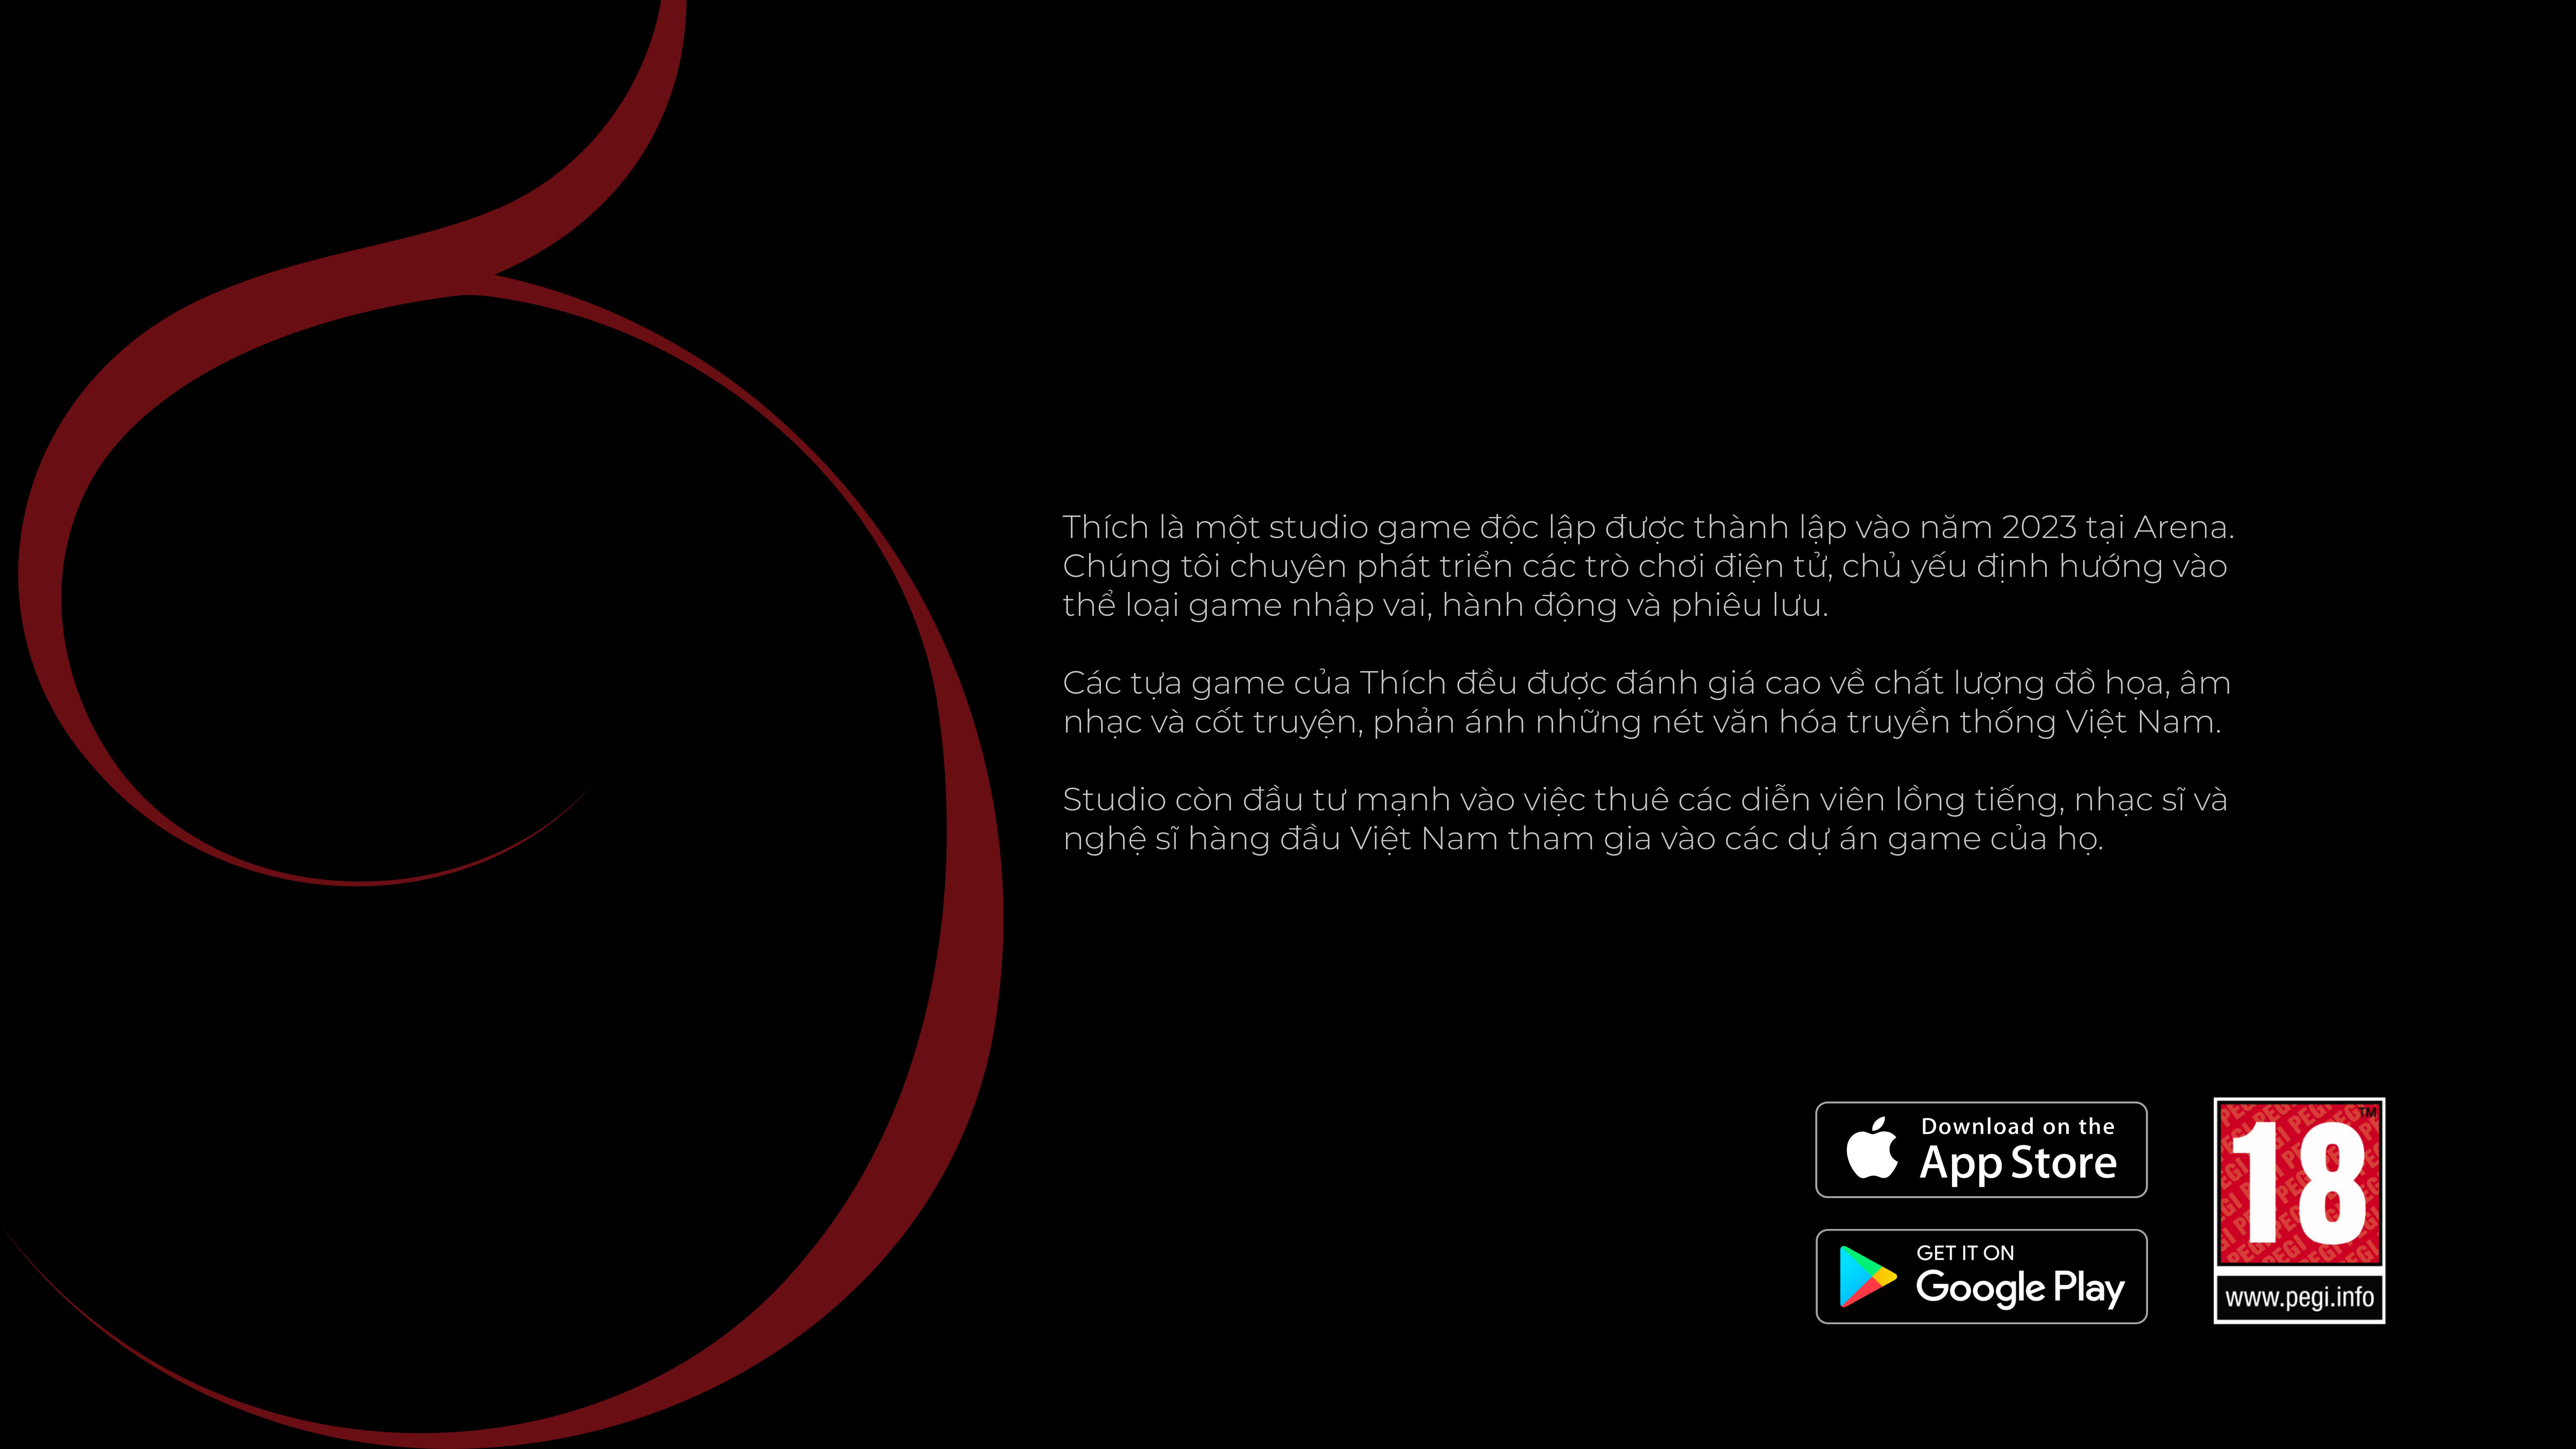 Thích là một studio game độc lập được thành lập vào năm 2023 tại Arena.
Chúng tôi chuyên phát triển các trò chơi điện tử, chủ yếu định hướng vào
thể loại game nhập vai, hành động và phiêu lưu.
Các tựa game của Thích đều được đánh giá cao về chất lượng đồ họa, âm
nhạc và cốt truyện, phản ánh những nét văn hóa truyền thống Việt Nam.
Studio còn đầu tư mạnh vào việc thuê các diễn viên lồng tiếng, nhạc sĩ và
nghệ sĩ hàng đầu Việt Nam tham gia vào các dự án game của họ.
Download on the
App Store
GET IT ON
Google Play
TM
18
www.pegi.info